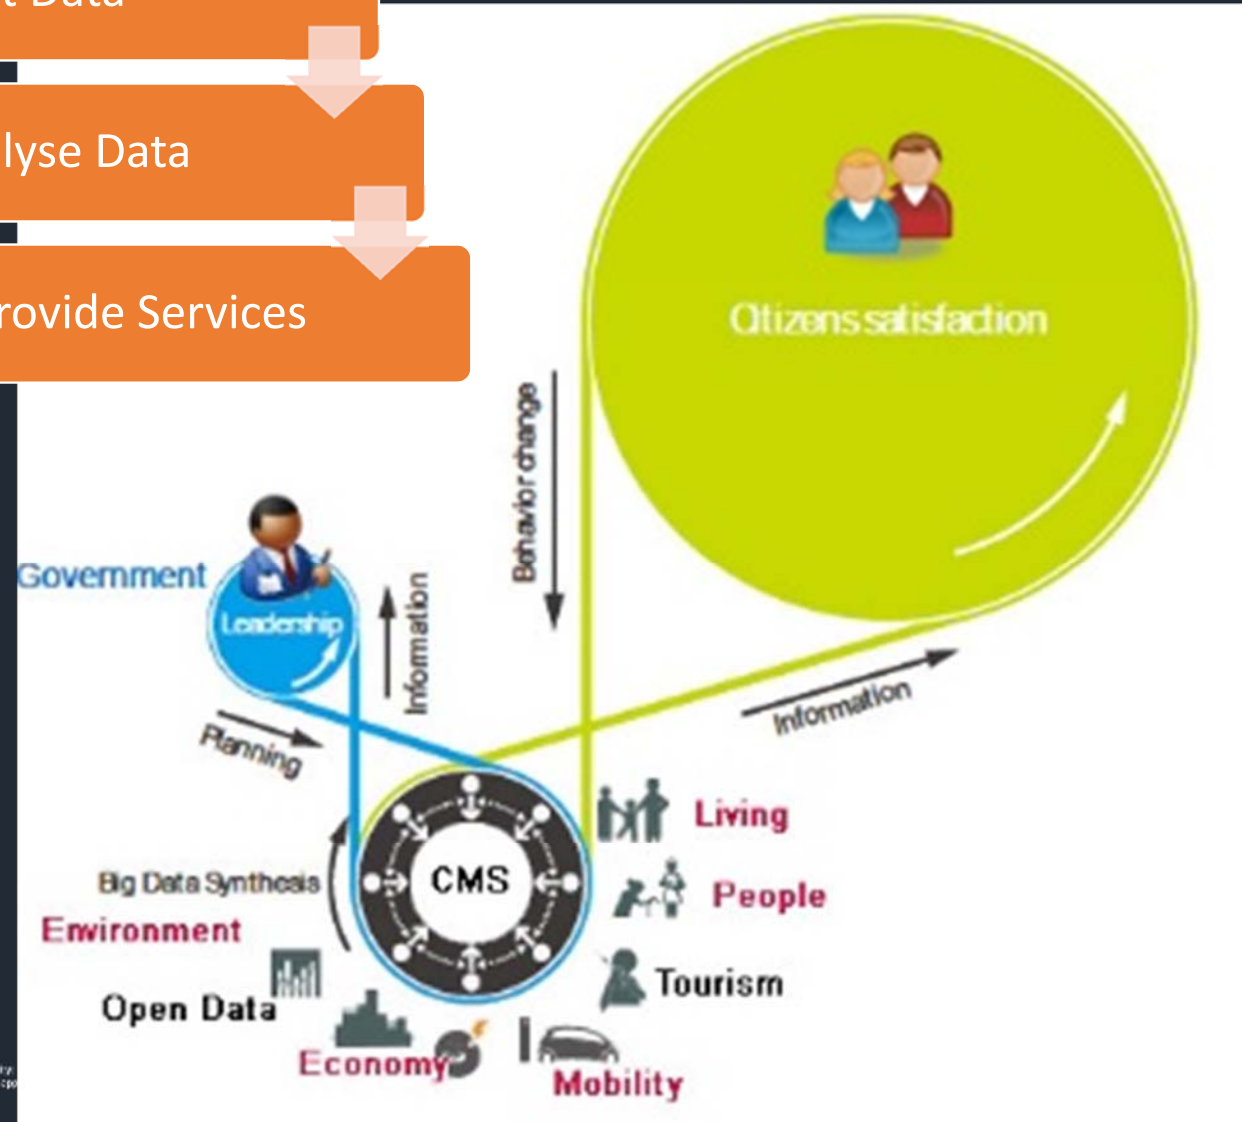 t Data
lyse Data
rovide Services
Citizens satisfaction
Behavior change
Government
Leadership
Information
Planning
Information
Living
CMS
Big Data Synthesis
People
Environment
Tourism
Open Data
Economy
Mobility